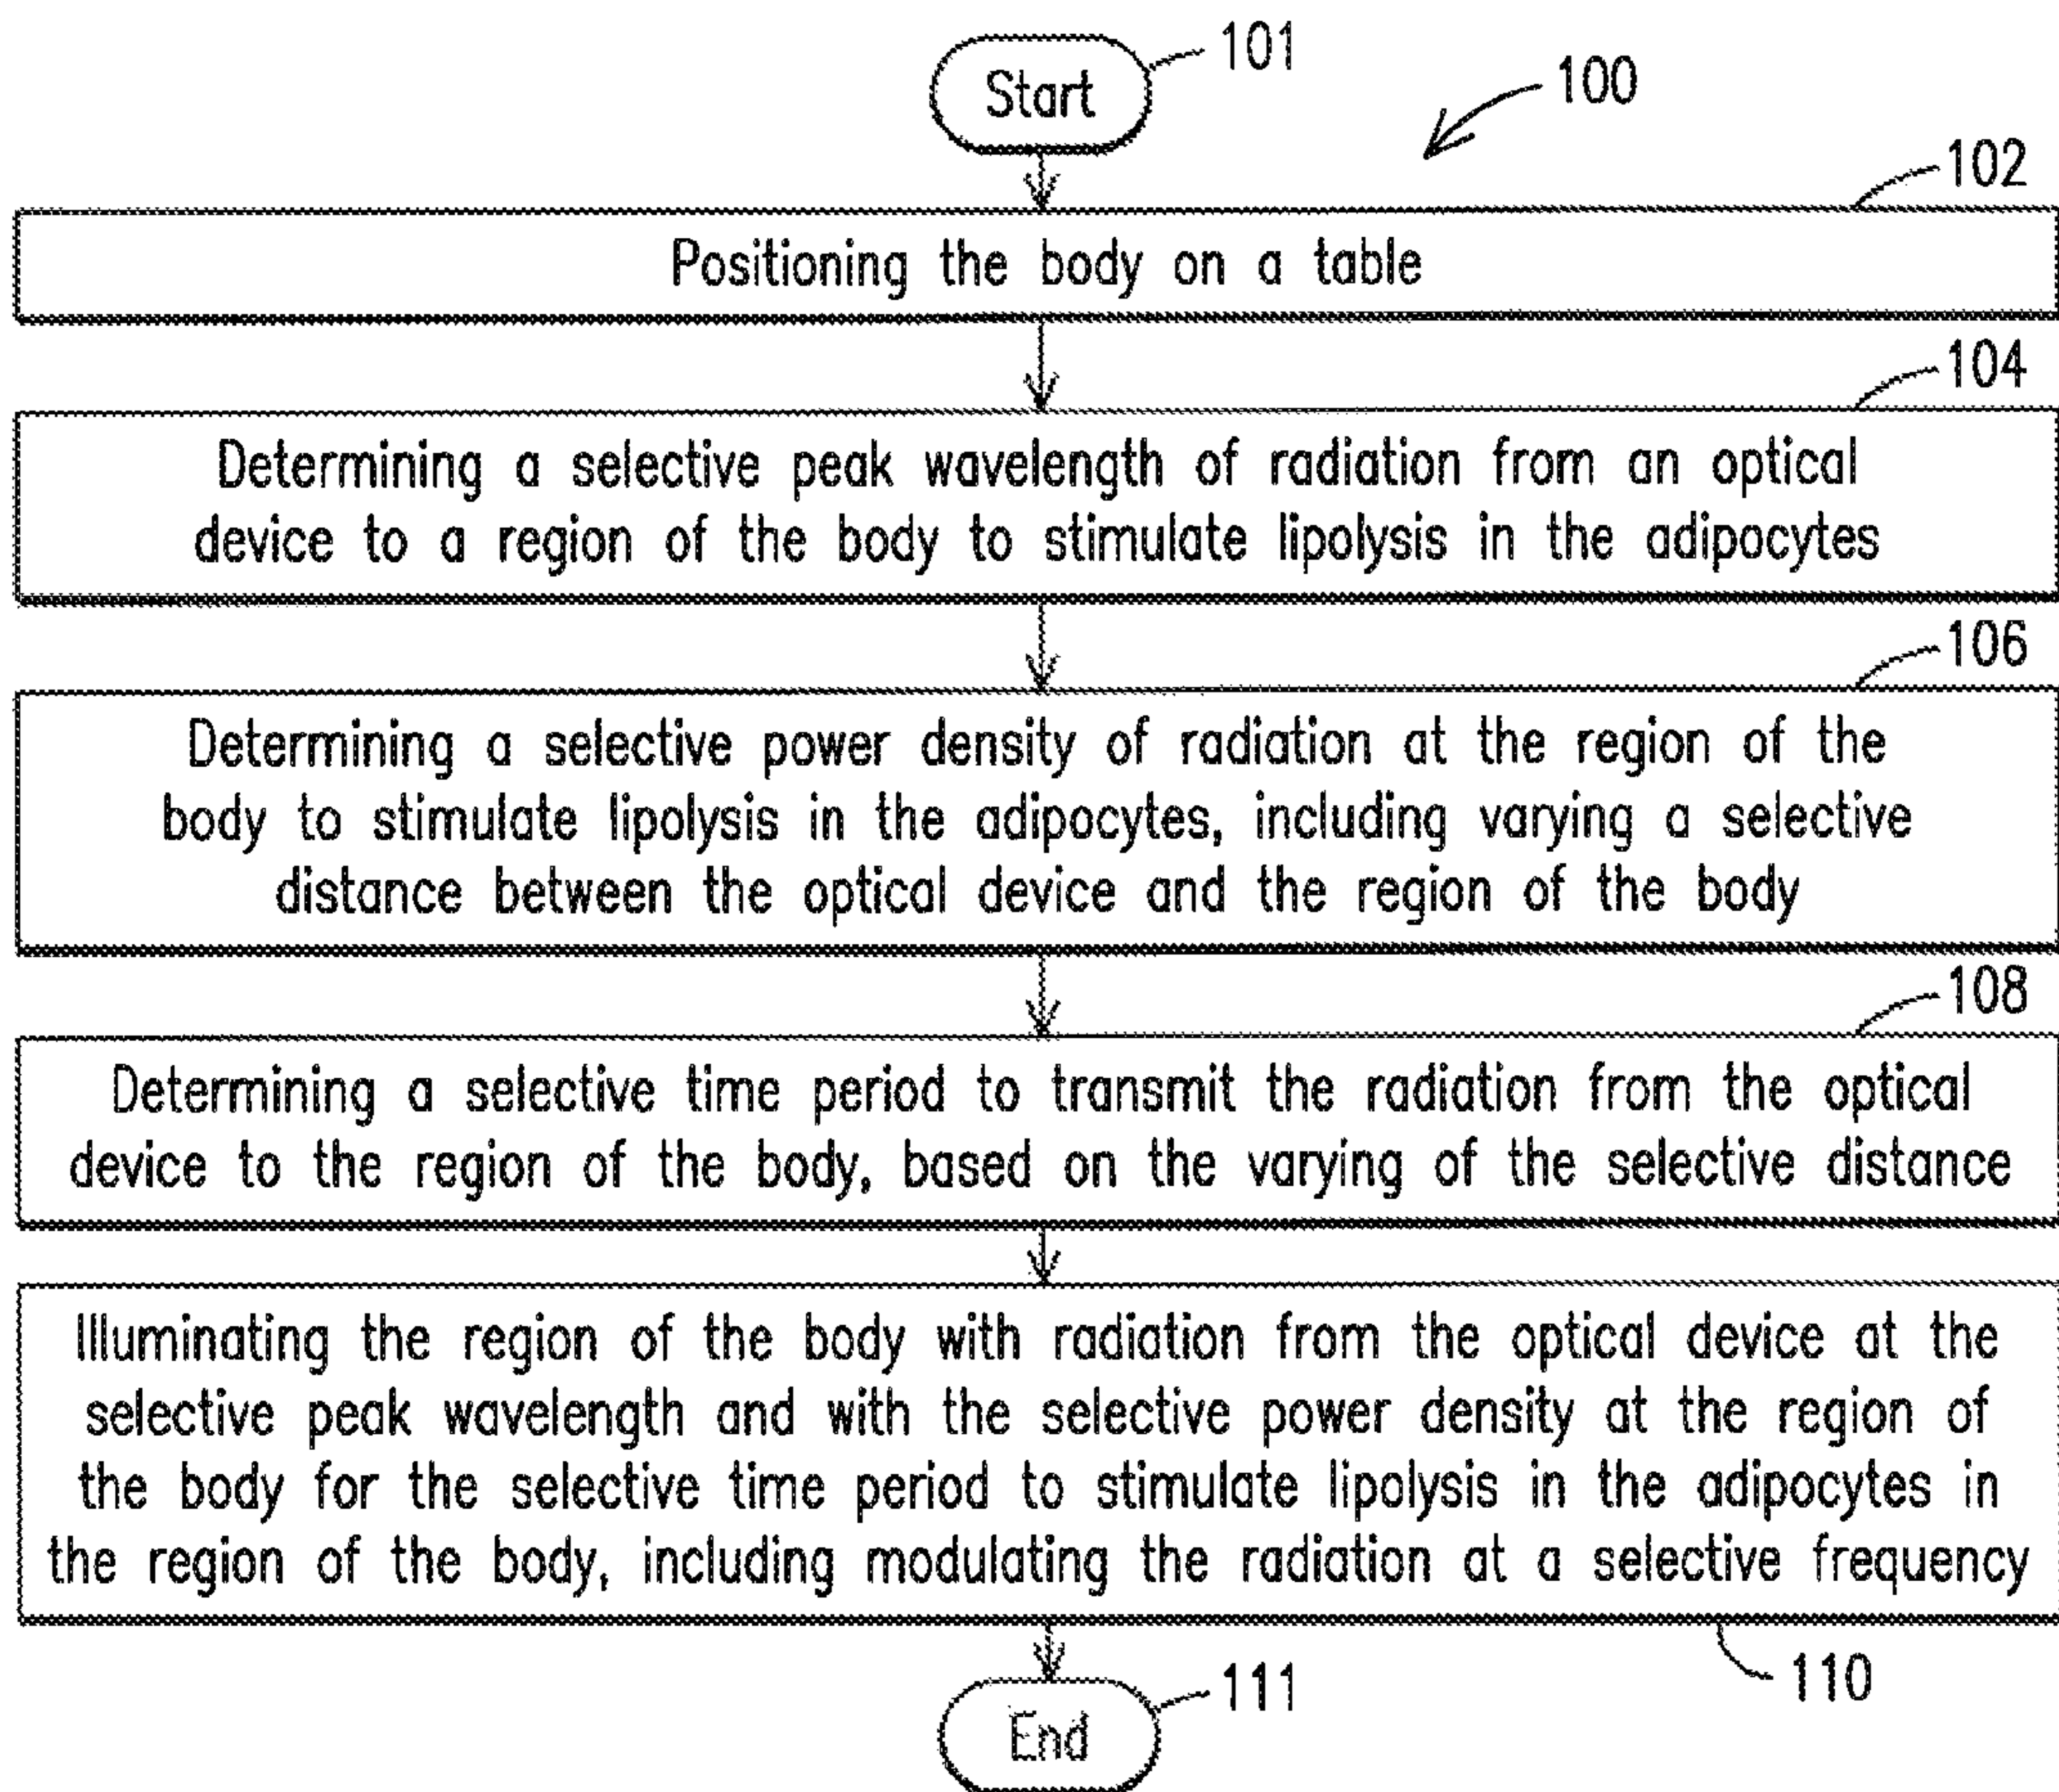 Start
101
100
102
Positioning the body on a table
104
Determining a selective peak wavelength of radiation from an optical
device to a region of the body to stimulate lipolysis in the adipocytes
106
Determining a selective power density of radiation at the region of the
body to stimulate lipolysis in the adipocytes, including varying a selective
distance between the optical device and the region of the body
108
Determining a selective time period to transmit the radiation from the optical
device to the region of the body, based on the varying of the selective distance
Illuminating the region of the body with radiation from the optical device at the
selective peak wavelength and with the selective power density at the region of
the body for the selective time period to stimulate lipolysis in the adipocytes in
the region of the body, including modulating the radiation at a selective frequency
110
End
111